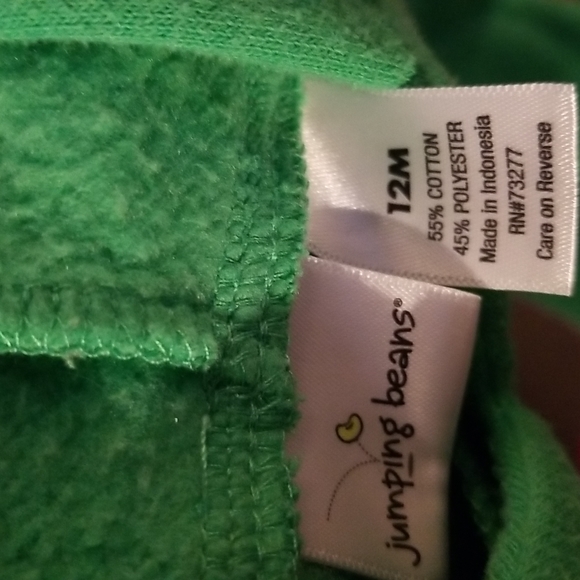 12M
55% COTTON
45% POLYESTER
Made in Indonesia
RN#73277
Care on Reverse
jumping beans®